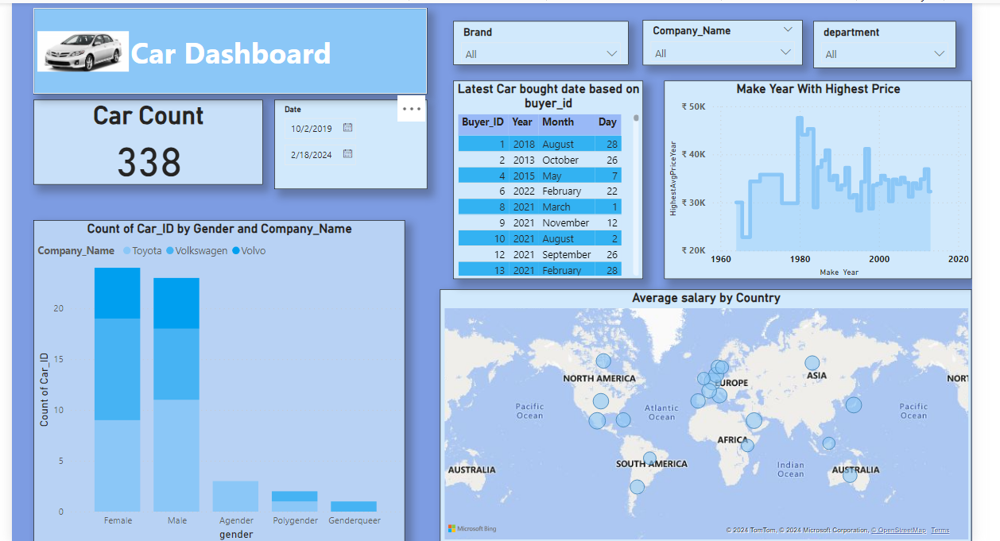 Car Dashboard
Brand
All
Company_Name
All
department
All
Car Count
338
Date
10/2/2019
2/18/2024
Latest Car bought date based on
buyer_id
Buyer_ID Year Month Day
1 2018 August 28
2 2013 October 26
4 2015 May 7
6 2022 February 22
8 2021 March 1
9 2021 November 12
10 2021 August 2
12 2021 September 26
13 2021 February 28
Make Year With Highest Price
HighestAvgPriceYear
₹ 50K
₹ 40K
₹ 30K
₹ 20K
1960 1980 2000 2020
Make Year
Count of Car_ID by Gender and Company_Name
Company_Name Toyota Volkswagen Volvo
Count of Car_ID
20
15
10
5
0
Female Male Agender Polygender Genderqueer
gender
Average salary by Country
NORTH AMERICA
EUROPE
ASIA
NORT
Pacific
Ocean
Atlantic
Ocean
Pacific
Ocean
AFRICA
SOUTH AMERICA
Indian
Ocean
AUSTRALIA
AUSTRALIA
Microsoft Bing
© 2024 TomTom, © 2024 Microsoft Corporation, © OpenStreetMap Terms